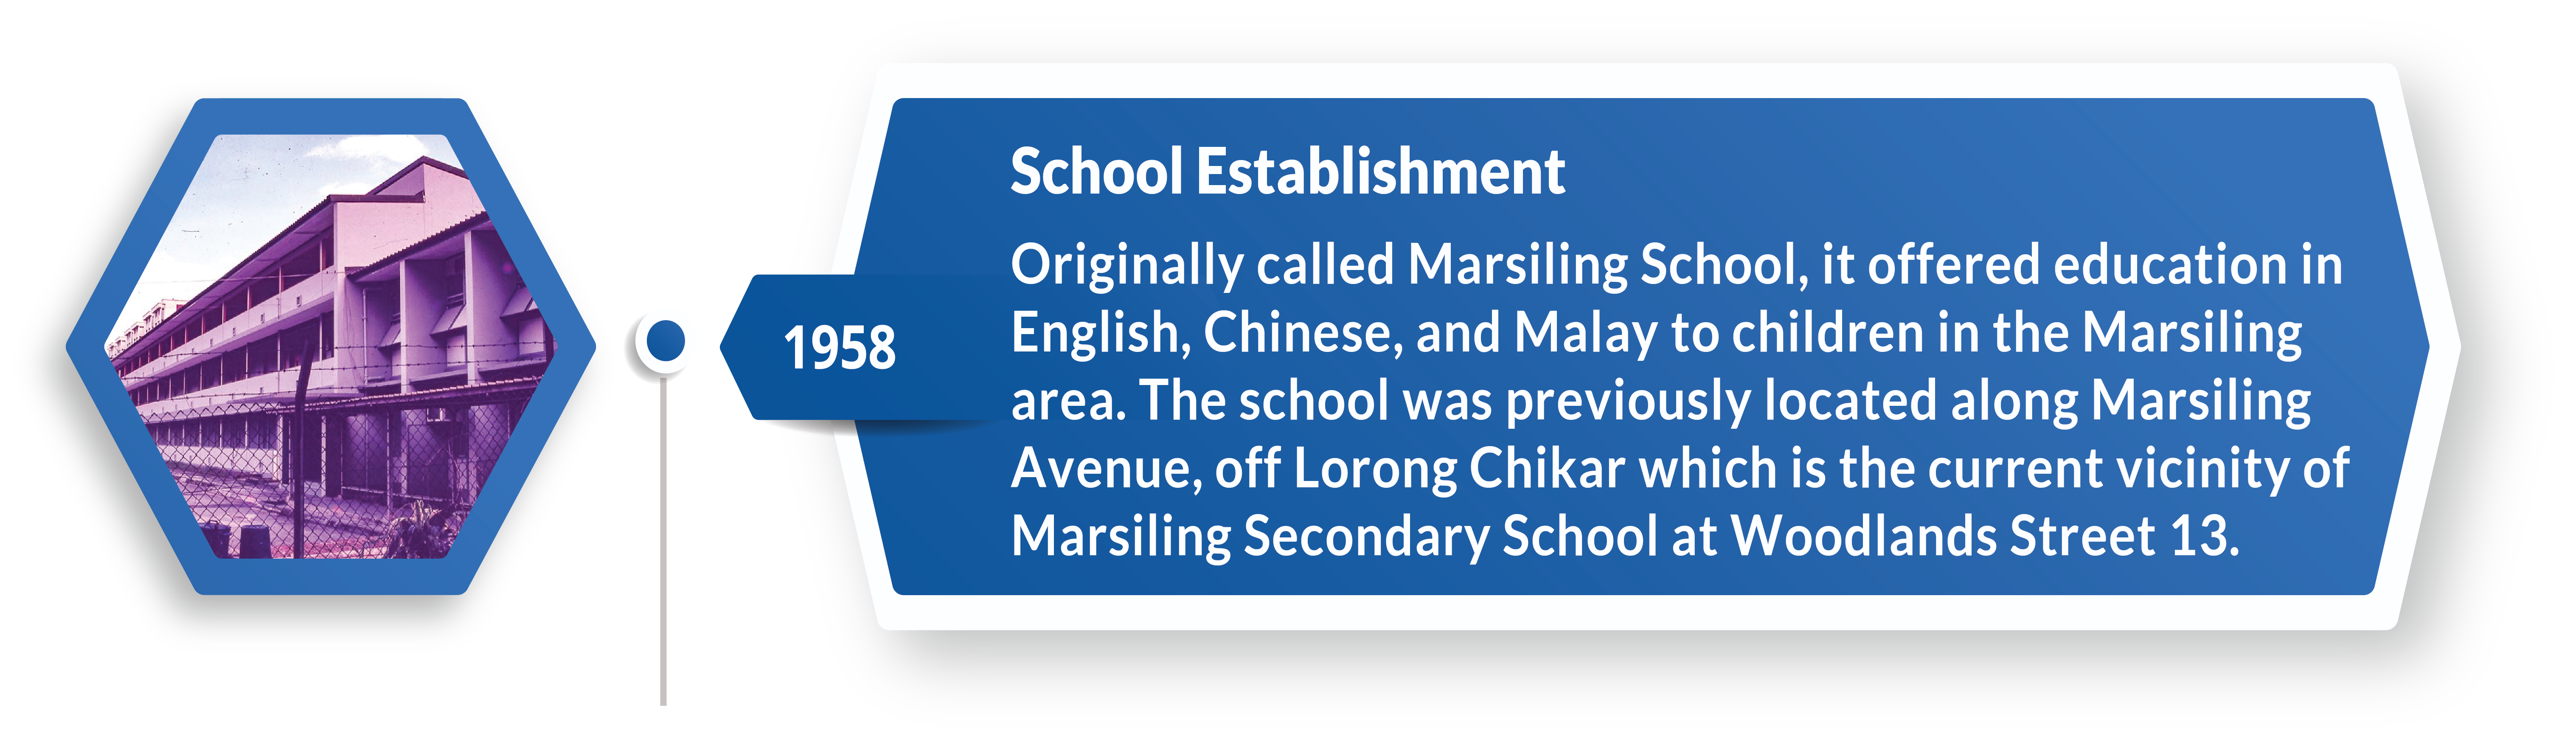 School Establishment
Originally called Marsiling School, it offered education in
English, Chinese, and Malay to children in the Marsiling
1958
area. The school was previously located along Marsiling
Avenue, off Lorong Chikar which is the current vicinity of
Marsiling Secondary School at Woodlands Street 13.